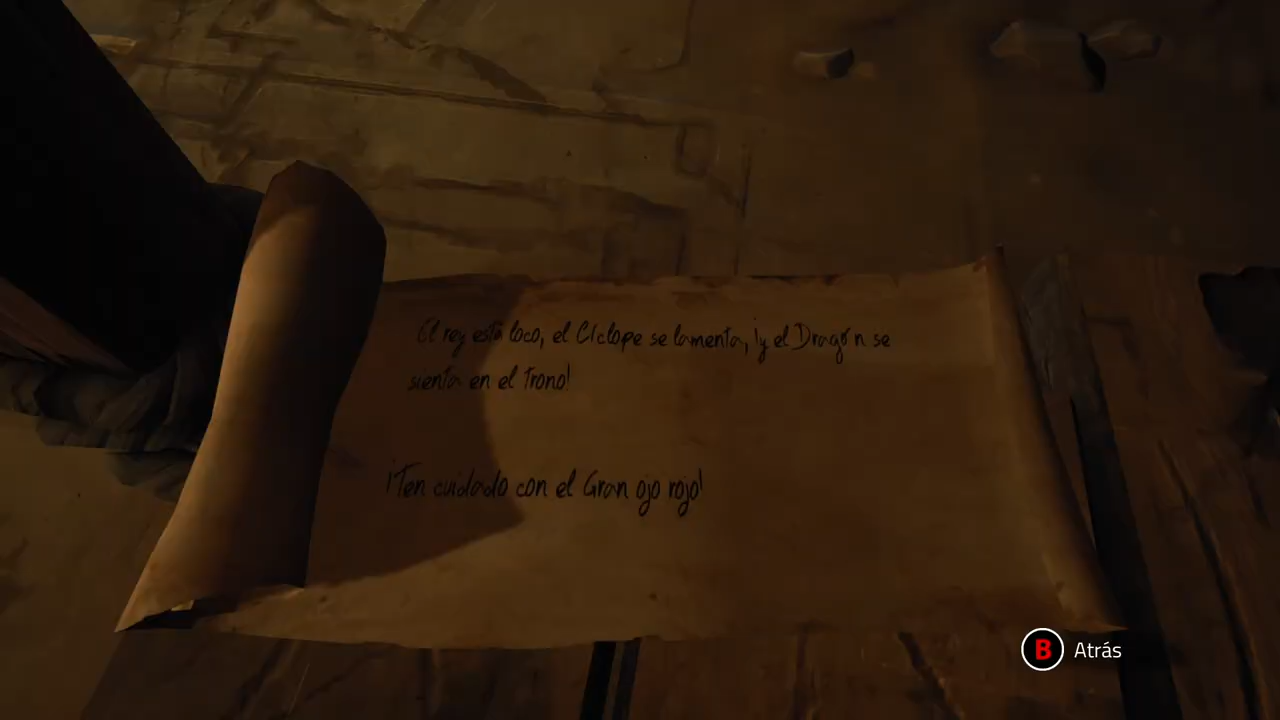 El rey está loco, el Cíclope se lamenta, ¡y el Dragón se
sienta en el trono!
¡Ten cuidado con el Gran ojo rojo!
B Atrás